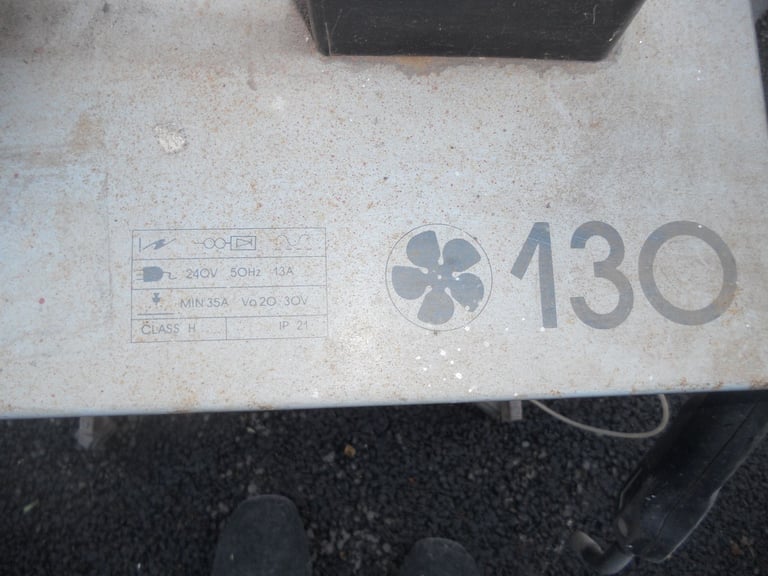 240V 50Hz 13A
MIN 35A Vo 20 30V
CLASS H IP 21
130